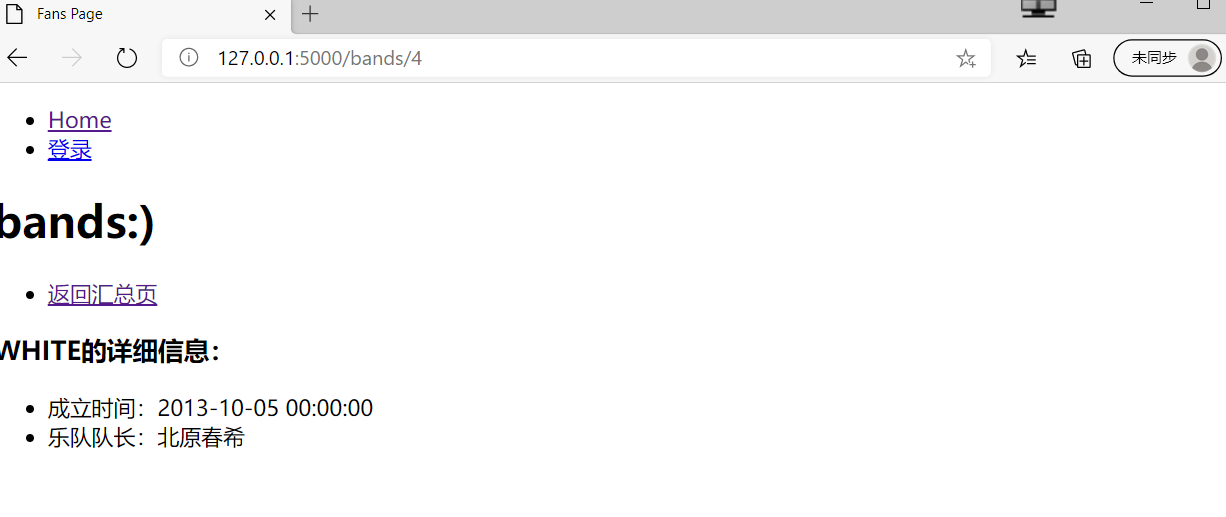 Fans Page
127.0.0.1:5000/bands/4
未同步
Home
登录
bands:)
返回汇总页
WHITE的详细信息：
成立时间：2013-10-05 00:00:00
乐队队长：北原春希